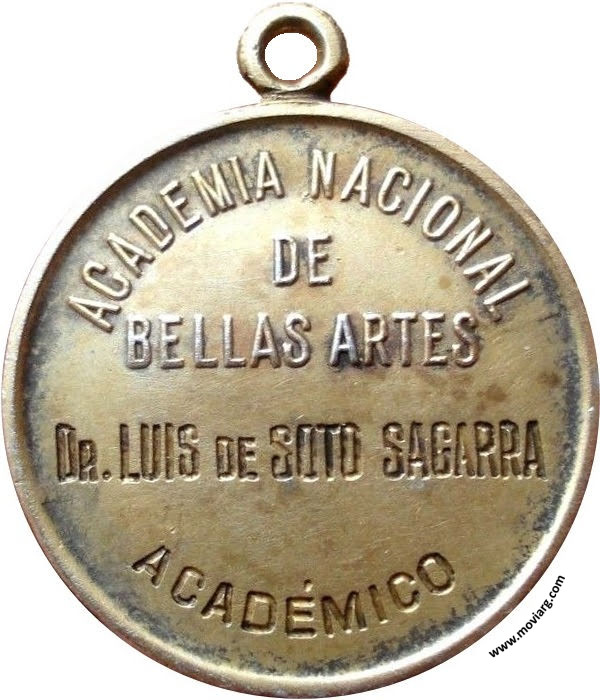 ACADEMIA NACIONAL
DE
BELLAS ARTES
DR. LUIS DE SOTO SAGARRA
ACADÉMICO
www.moviarg.com